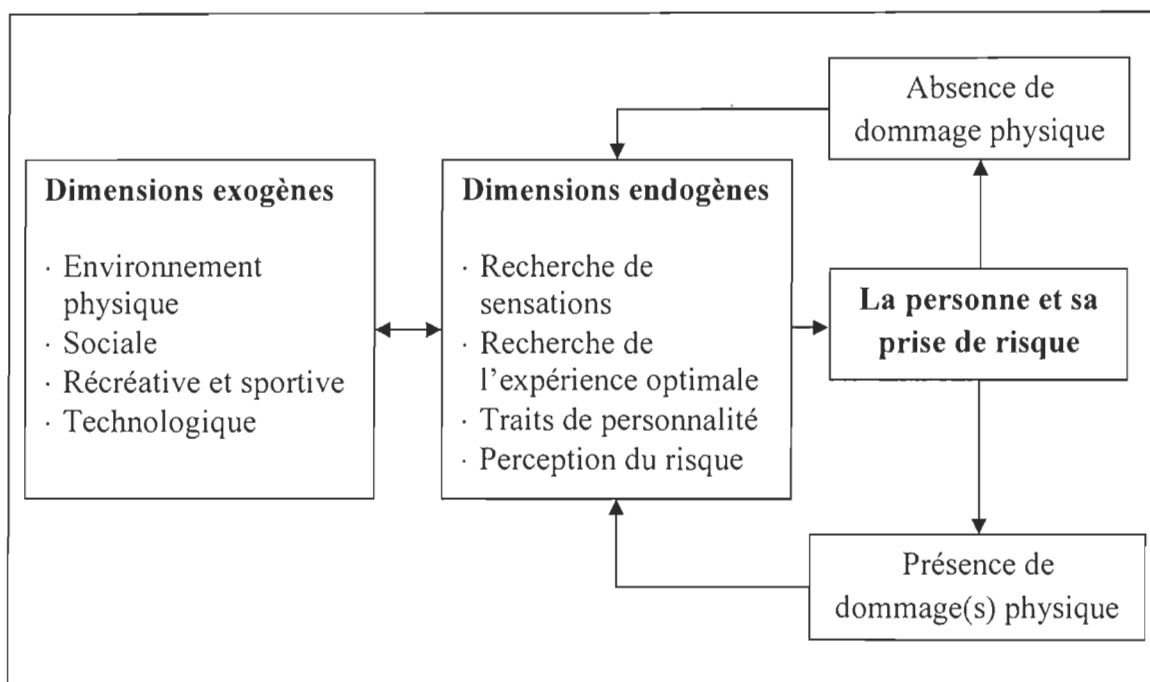 Dimensions exogènes
· Environnement
physique
· Sociale
· Récréative et sportive
· Technologique
Dimensions endogènes
· Recherche de
sensations
· Recherche de
l'expérience optimale
· Traits de personnalité
· Perception du risque
Absence de
dommage physique
La personne et sa
prise de risque
Présence de
dommage(s) physique